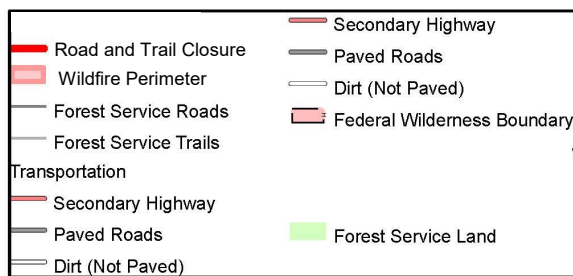 Road and Trail Closure
Wildfire Perimeter
Forest Service Roads
Forest Service Trails
Transportation
Secondary Highway
Paved Roads
Dirt (Not Paved)
Secondary Highway
Paved Roads
Dirt (Not Paved)
Federal Wilderness Boundary
Forest Service Land